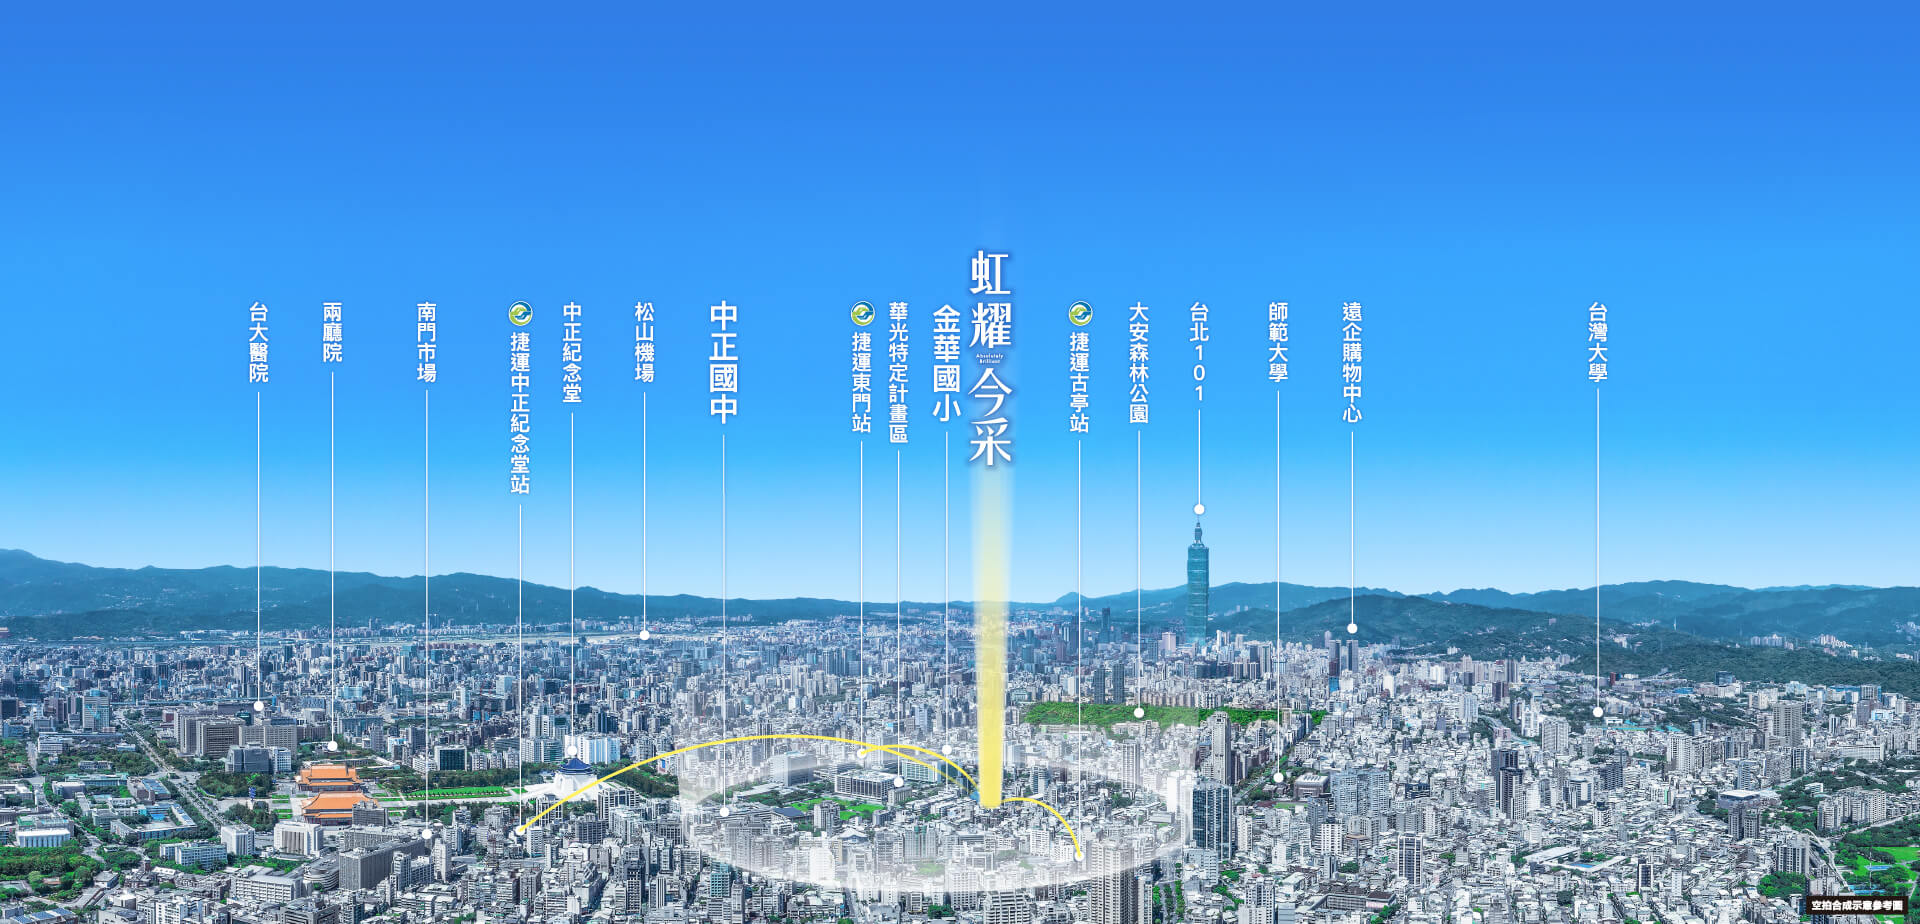 台大醫院
兩廳院
南門市場
捷運中正紀念堂站
中正紀念堂
松山機場
中正國中
捷運東門站
華光特定計畫區
金華國小
虹耀
Absolutely
Brilliant
今采
捷運古亭站
大安森林公園
台北101
師範大學
遠企購物中心
台灣大學
空拍合成示意參考圖